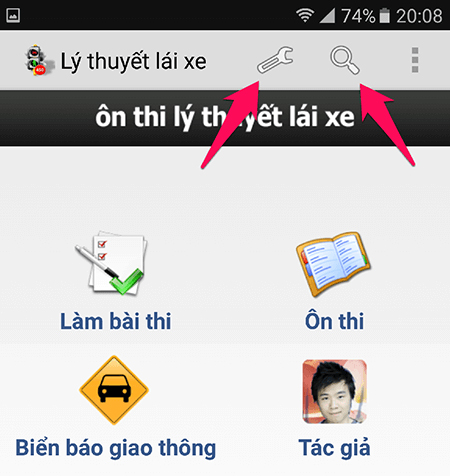 74% 20:08
Lý thuyết lái xe
ôn thi lý thuyết lái xe
Làm bài thi
Ôn thi
Biển báo giao thông
Tác giả